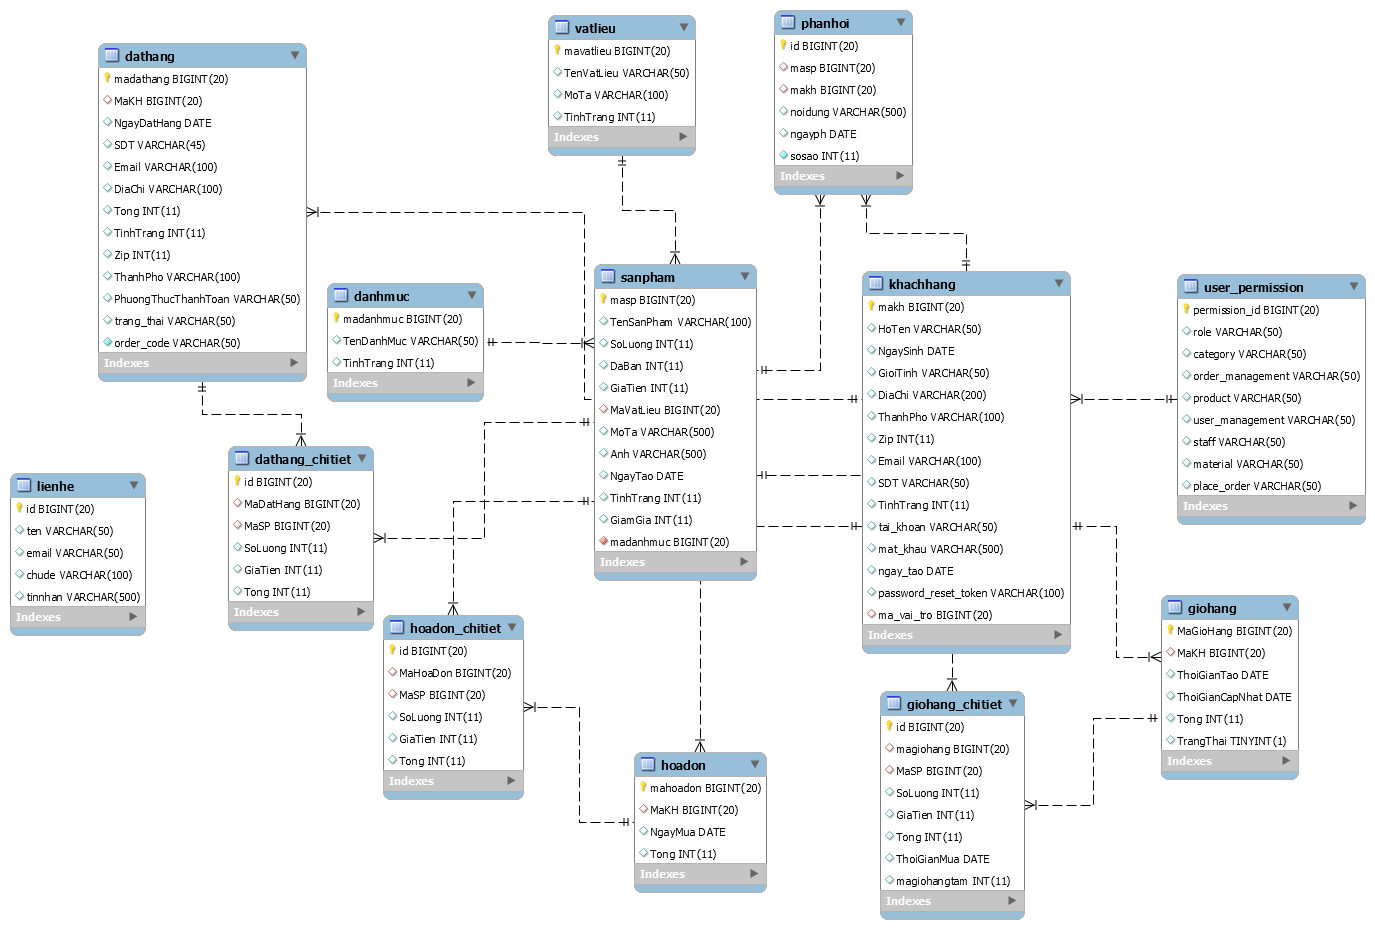 dathang
madathang BIGINT(20)
MaKH BIGINT(20)
NgayDatHang DATE
SDT VARCHAR(45)
Email VARCHAR(100)
DiaChi VARCHAR(100)
Tong INT(11)
TinhTrang INT(11)
Zip INT(11)
ThanhPho VARCHAR(100)
PhuongThucThanhToan VARCHAR(50)
trang_thai VARCHAR(50)
order_code VARCHAR(50)
Indexes
vatlieu
mavatlieu BIGINT(20)
TenVatLieu VARCHAR(50)
MoTa VARCHAR(100)
TinhTrang INT(11)
Indexes
phanhoi
id BIGINT(20)
masp BIGINT(20)
makh BIGINT(20)
noidung VARCHAR(500)
ngayph DATE
sosao INT(11)
Indexes
danhmuc
madanhmuc BIGINT(20)
TenDanhMuc VARCHAR(50)
TinhTrang INT(11)
Indexes
sanpham
masp BIGINT(20)
TenSanPham VARCHAR(100)
SoLuong INT(11)
DaBan INT(11)
GiaTien INT(11)
MaVatLieu BIGINT(20)
MoTa VARCHAR(500)
Anh VARCHAR(500)
NgayTao DATE
TinhTrang INT(11)
GiamGia INT(11)
madanhmuc BIGINT(20)
Indexes
khachhang
makh BIGINT(20)
HoTen VARCHAR(50)
NgaySinh DATE
GioiTinh VARCHAR(50)
DiaChi VARCHAR(200)
ThanhPho VARCHAR(100)
Zip INT(11)
Email VARCHAR(100)
SDT VARCHAR(50)
TinhTrang INT(11)
tai_khoan VARCHAR(50)
mat_khau VARCHAR(500)
ngay_tao DATE
password_reset_token VARCHAR(100)
ma_vai_tro BIGINT(20)
Indexes
user_permission
permission_id BIGINT(20)
role VARCHAR(50)
category VARCHAR(50)
order_management VARCHAR(50)
product VARCHAR(50)
user_management VARCHAR(50)
staff VARCHAR(50)
material VARCHAR(50)
place_order VARCHAR(50)
Indexes
lienhe
id BIGINT(20)
ten VARCHAR(50)
email VARCHAR(50)
chude VARCHAR(100)
tinnhan VARCHAR(500)
Indexes
dathang_chitiet
id BIGINT(20)
MaDatHang BIGINT(20)
MaSP BIGINT(20)
SoLuong INT(11)
GiaTien INT(11)
Tong INT(11)
Indexes
hoadon_chitiet
id BIGINT(20)
MaHoaDon BIGINT(20)
MaSP BIGINT(20)
SoLuong INT(11)
GiaTien INT(11)
Tong INT(11)
Indexes
hoadon
mahoadon BIGINT(20)
MaKH BIGINT(20)
NgayMua DATE
Tong INT(11)
Indexes
giohang_chitiet
id BIGINT(20)
magiohang BIGINT(20)
MaSP BIGINT(20)
SoLuong INT(11)
GiaTien INT(11)
Tong INT(11)
ThoiGianMua DATE
magiohangtam INT(11)
Indexes
giohang
MaGioHang BIGINT(20)
MaKH BIGINT(20)
ThoiGianTao DATE
ThoiGianCapNhat DATE
Tong INT(11)
TrangThai TINYINT(1)
Indexes